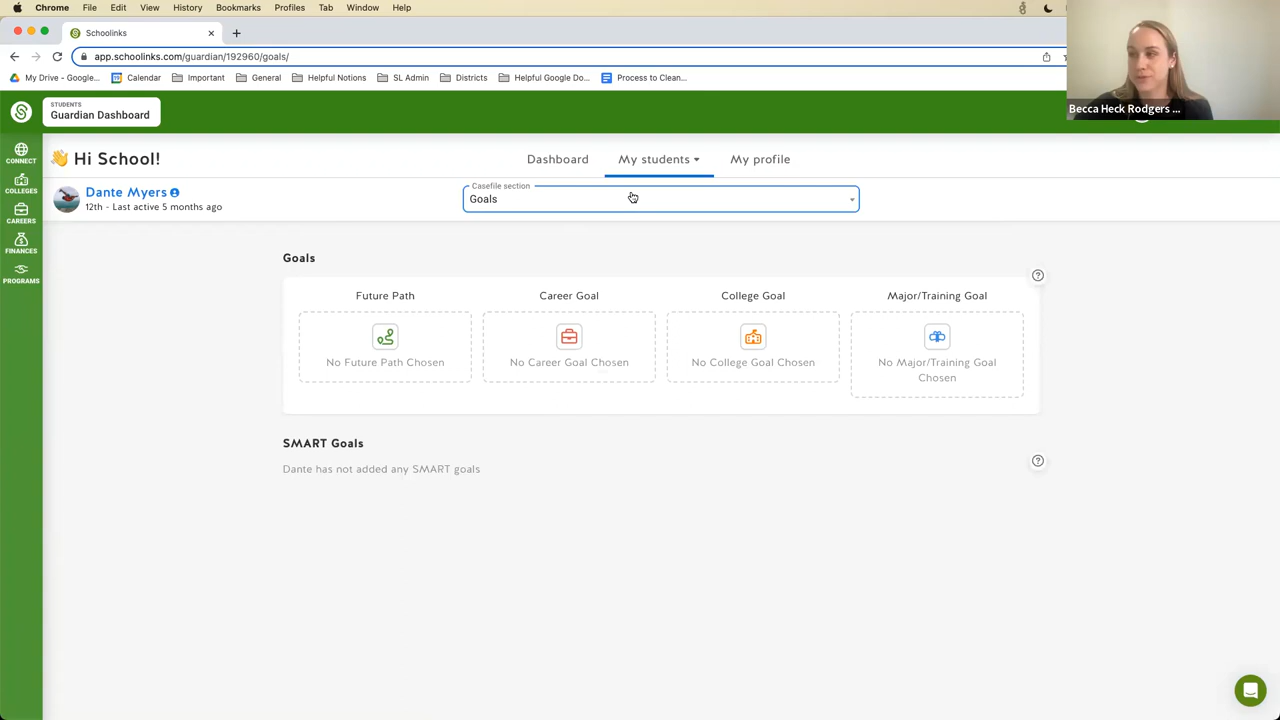 Chrome File Edit View History Bookmarks Profiles Tab Window Help
Schoolinks
app.schoolinks.com/guardian/192960/goals/
My Drive - Google... Calendar Important General Helpful Notions SL Admin Districts Helpful Google Do... Process to Clean...
Becca Heck Rodgers ...
STUDENTS
Guardian Dashboard
CONNECT
COLLEGES
CAREERS
FINANCES
PROGRAMS
👋 Hi School!
Dashboard My students My profile
Dante Myers
12th - Last active 5 months ago
Casefile section
Goals
Goals
Future Path Career Goal College Goal Major/Training Goal
No Future Path Chosen No Career Goal Chosen No College Goal Chosen No Major/Training Goal
Chosen
SMART Goals
Dante has not added any SMART goals